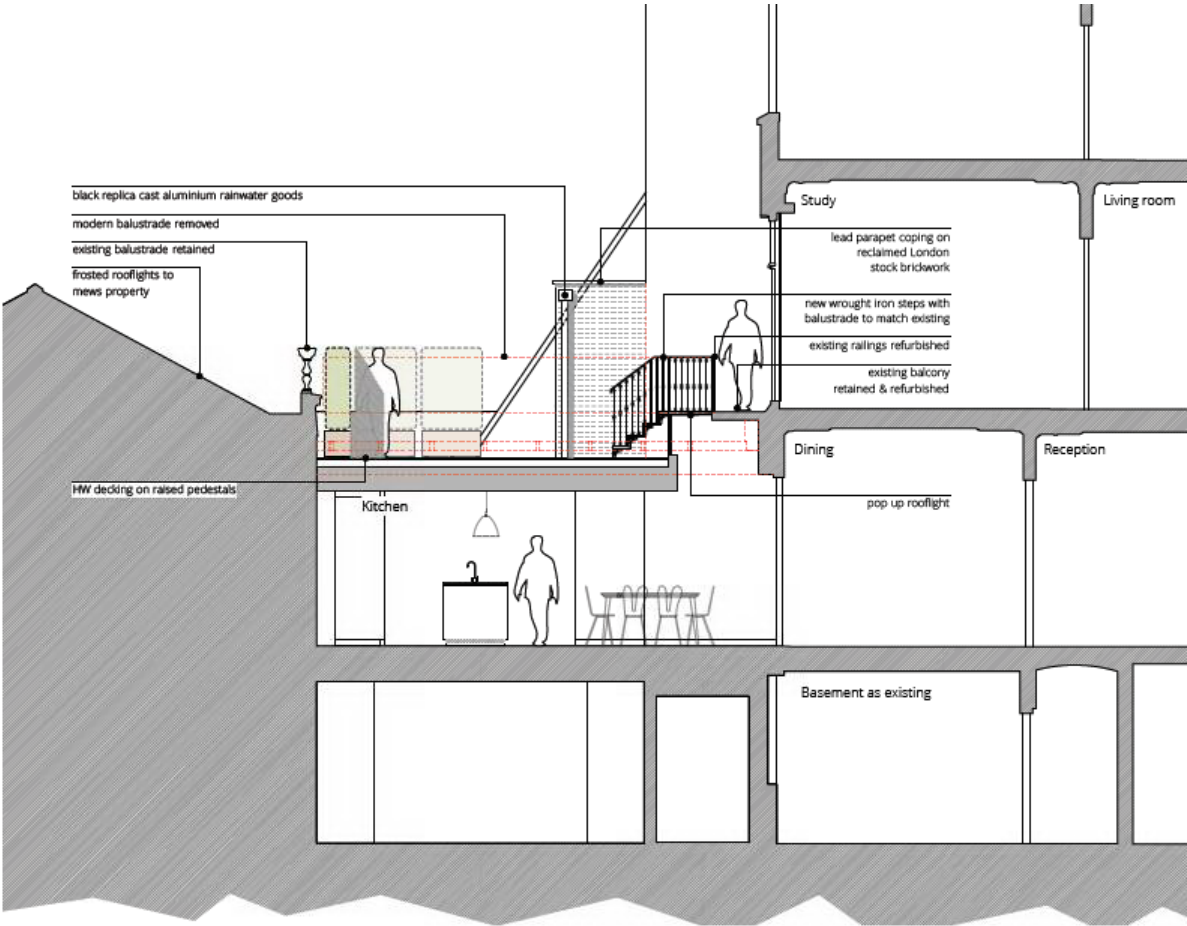 black replica cast aluminium rainwater goods
modern balustrade removed
existing balustrade retained
frosted rooflights to
mews property
HW decking on raised pedestals
Kitchen
Study
Living room
lead parapet coping on
reclaimed London
stock brickwork
new wrought iron steps with
balustrade to match existing
existing railings refurbished
existing balcony
retained & refurbished
Dining
Reception
pop up rooflight
Basement as existing